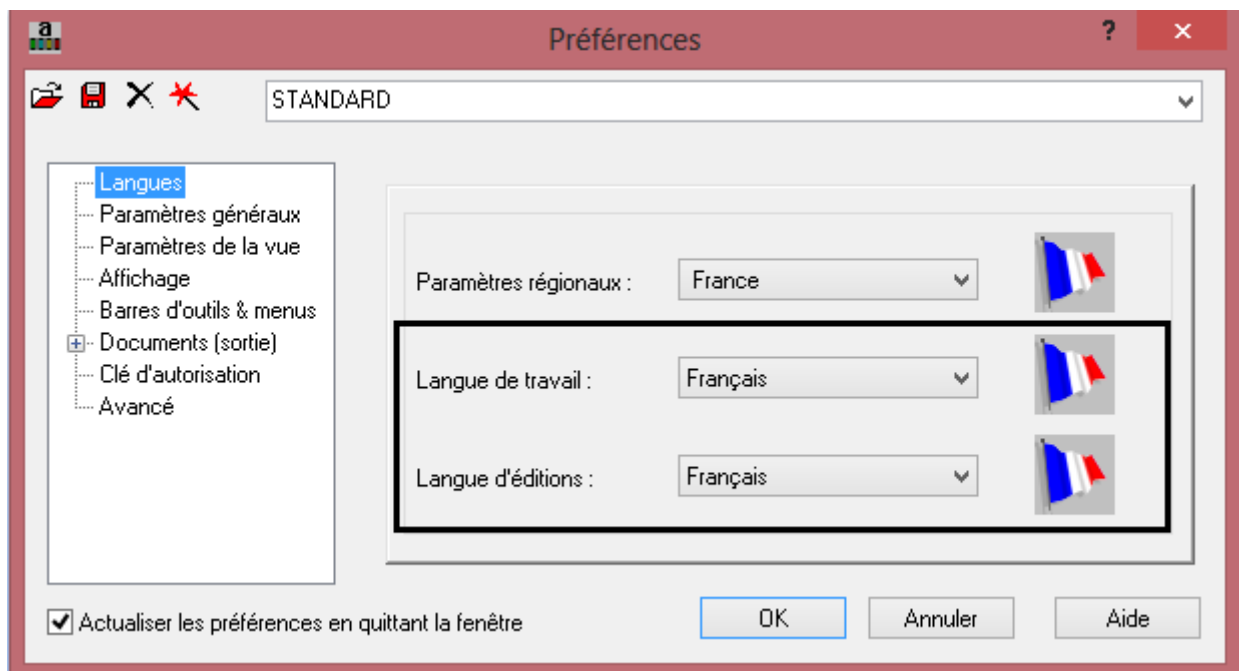 a
Préférences
?
STANDARD
Langues
Paramètres généraux
Paramètres de la vue
Affichage
Barres d'outils & menus
Documents (sortie)
Clé d'autorisation
Avancé
Paramètres régionaux : France
Langue de travail : Français
Langue d'éditions : Français
Actualiser les préférences en quittant la fenêtre
OK
Annuler
Aide